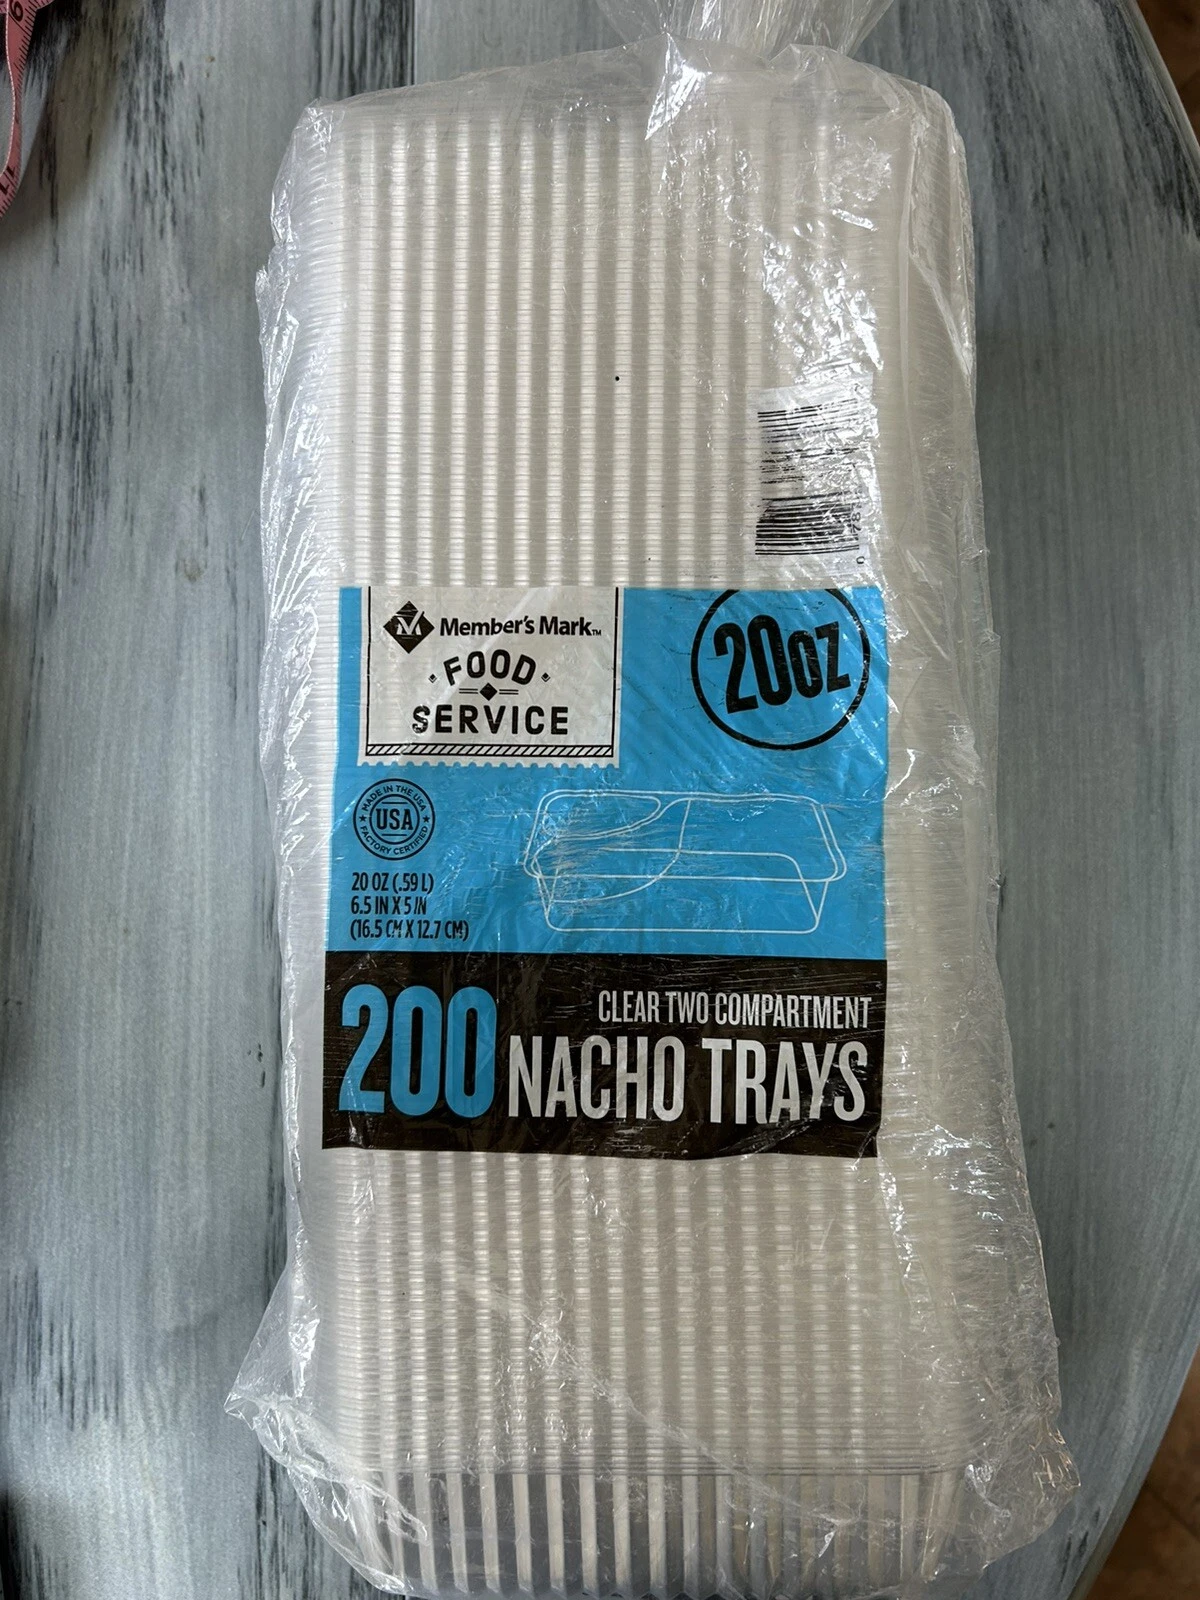 Member's Mark™
FOOD
SERVICE
20oz
MADE IN THE USA
USA
FACTORY CERTIFIED
20 OZ (.59 L)
6.5 IN X 5 IN
(16.5 CM X 12.7 CM)
200
CLEAR TWO COMPARTMENT
NACHO TRAYS